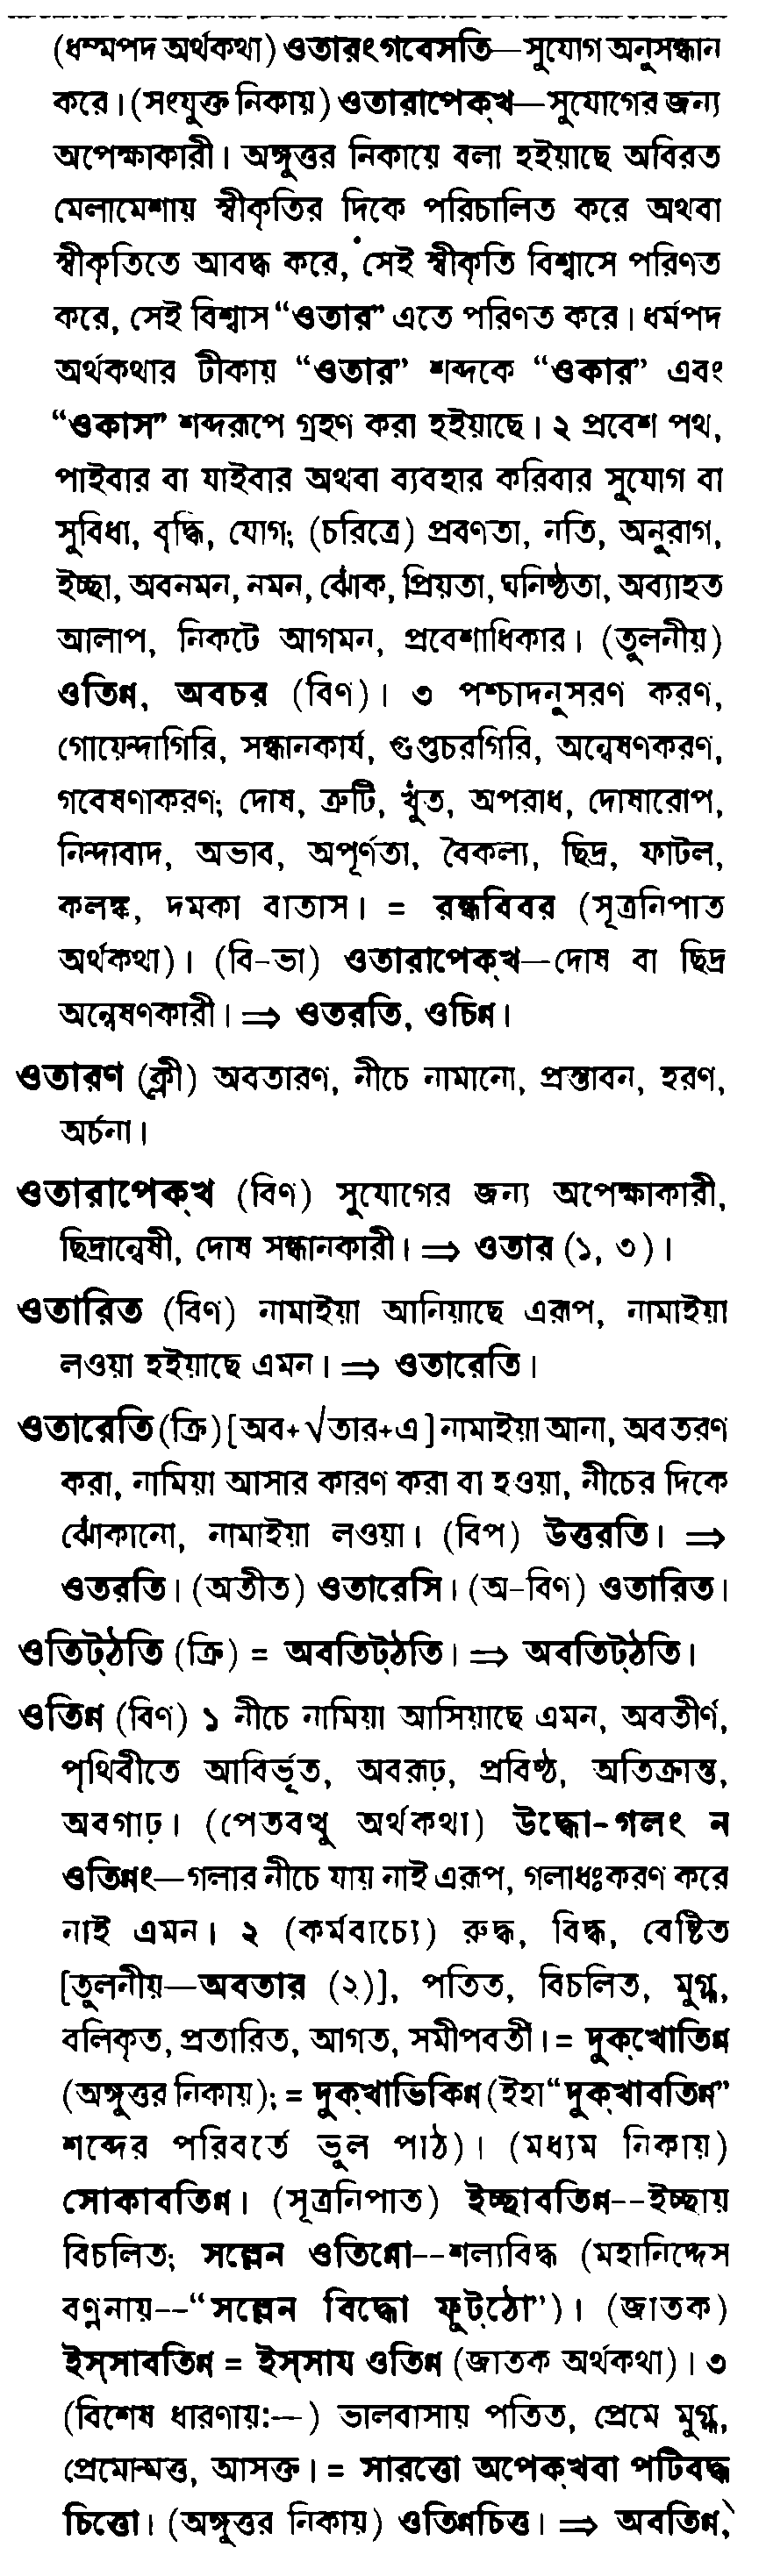 (ধম্মপদ অর্থকথা) ওতারংগবেসতি—সুযোগ অনুসন্ধান
করে। (সংযুক্ত নিকায়) ওতারাপেক্খ—সুযোগের জন্য
অপেক্ষাকারী। অঙ্গুত্তর নিকায়ে বলা হইয়াছে অবিরত
মেলামেশায় স্বীকৃতির দিকে পরিচালিত করে অথবা
স্বীকৃতিতে আবদ্ধ করে, সেই স্বীকৃতি বিশ্বাসে পরিণত
করে, সেই বিশ্বাস “ওতার” এতে পরিণত করে। ধর্মপদ
অর্থকথার টীকায় “ওতার” শব্দকে “ওকার” এবং
“ওকাস” শব্দরূপে গ্রহণ করা হইয়াছে। ২ প্রবেশ পথ,
পাইবার বা যাইবার অথবা ব্যবহার করিবার সুযোগ বা
সুবিধা, বৃদ্ধি, যোগ; (চরিত্রে) প্রবণতা, নতি, অনুরাগ,
ইচ্ছা, অবনমন, নমন, ঝোঁক, প্রিয়তা, ঘনিষ্ঠতা, অব্যাহত
আলাপ, নিকটে আগমন, প্রবেশাধিকার। (তুলনীয়)
ওতিন্ন, অবচর (বিণ)। ৩ পশ্চাদনুসরণ করণ,
গোয়েন্দাগিরি, সন্ধানকার্য, গুপ্তচরগিরি, অন্বেষণকরণ,
গবেষণাকরণ; দোষ, ত্রুটি, খুঁত, অপরাধ, দোষারোপ,
নিন্দাবাদ, অভাব, অপূর্ণতা, বৈকল্য, ছিদ্র, ফাটল,
কলঙ্ক, দমকা বাতাস। = রন্ধবিবর (সূত্রনিপাত
অর্থকথা)। (বি-ভা) ওতারাপেক্খ—দোষ বা ছিদ্র
অন্বেষণকারী। ⇒ ওতরতি, ওচিন্ন।
ওতারণ (ক্লী) অবতারণ, নীচে নামানো, প্রস্তাবন, হরণ,
অর্চনা।
ওতারাপেক্খ (বিণ) সুযোগের জন্য অপেক্ষাকারী,
ছিদ্রান্বেষী, দোষ সন্ধানকারী। ⇒ ওতার (১, ৩)।
ওতারিত (বিণ) নামাইয়া আনিয়াছে এরূপ, নামাইয়া
লওয়া হইয়াছে এমন। ⇒ ওতারেতি।
ওতারেতি (ক্রি) [অব+√তার+এ] নামাইয়া আনা, অবতরণ
করা, নামিয়া আসার কারণ করা বা হওয়া, নীচের দিকে
ঝোঁকানো, নামাইয়া লওয়া। (বিপ) উত্তরতি। ⇒
ওতরতি। (অতীত) ওতারেসি। (অ-বিণ) ওতারিত।
ওতিট্ঠতি (ক্রি) = অবতিট্ঠতি। ⇒ অবতিট্ঠতি।
ওতিন্ন (বিণ) ১ নীচে নামিয়া আসিয়াছে এমন, অবতীর্ণ,
পৃথিবীতে আবির্ভূত, অবরূঢ়, প্রবিষ্ঠ, অতিক্রান্ত,
অবগাঢ়। (পেতবত্থু অর্থকথা) উদ্ধো-গলং ন
ওতিন্নং—গলার নীচে যায় নাই এরূপ, গলাধঃকরণ করে
নাই এমন। ২ (কর্মবাচ্যে) রুদ্ধ, বিদ্ধ, বেষ্টিত
[তুলনীয়—অবতার (২)], পতিত, বিচলিত, মুগ্ধ,
বলিকৃত, প্রতারিত, আগত, সমীপবর্তী। = দুক্খোতিন্ন
(অঙ্গুত্তর নিকায়); = দুক্খাভিকিন্ন (ইহা “দুক্খাবতিন্ন”
শব্দের পরিবর্তে ভুল পাঠ)। (মধ্যম নিকায়)
সোকাবতিন্ন। (সূত্রনিপাত) ইচ্ছাবতিন্ন--ইচ্ছায়
বিচলিত; সল্লেন ওতিণ্ণো--শল্যবিদ্ধ (মহানিদ্দেস
বণ্ননায়--“সল্লেন বিদ্ধো ফুট্ঠো”)। (জাতক)
ইস্সাবতিন্ন = ইস্সায ওতিন্ন (জাতক অর্থকথা)। ৩
(বিশেষ ধারণায়:—) ভালবাসায় পতিত, প্রেমে মুগ্ধ,
প্রেমোন্মত্ত, আসক্ত। = সারত্তো অপেক্খবা পটিবদ্ধ
চিত্তো। (অঙ্গুত্তর নিকায়) ওতিন্নচিত্ত। ⇒ অবতিন্ন,